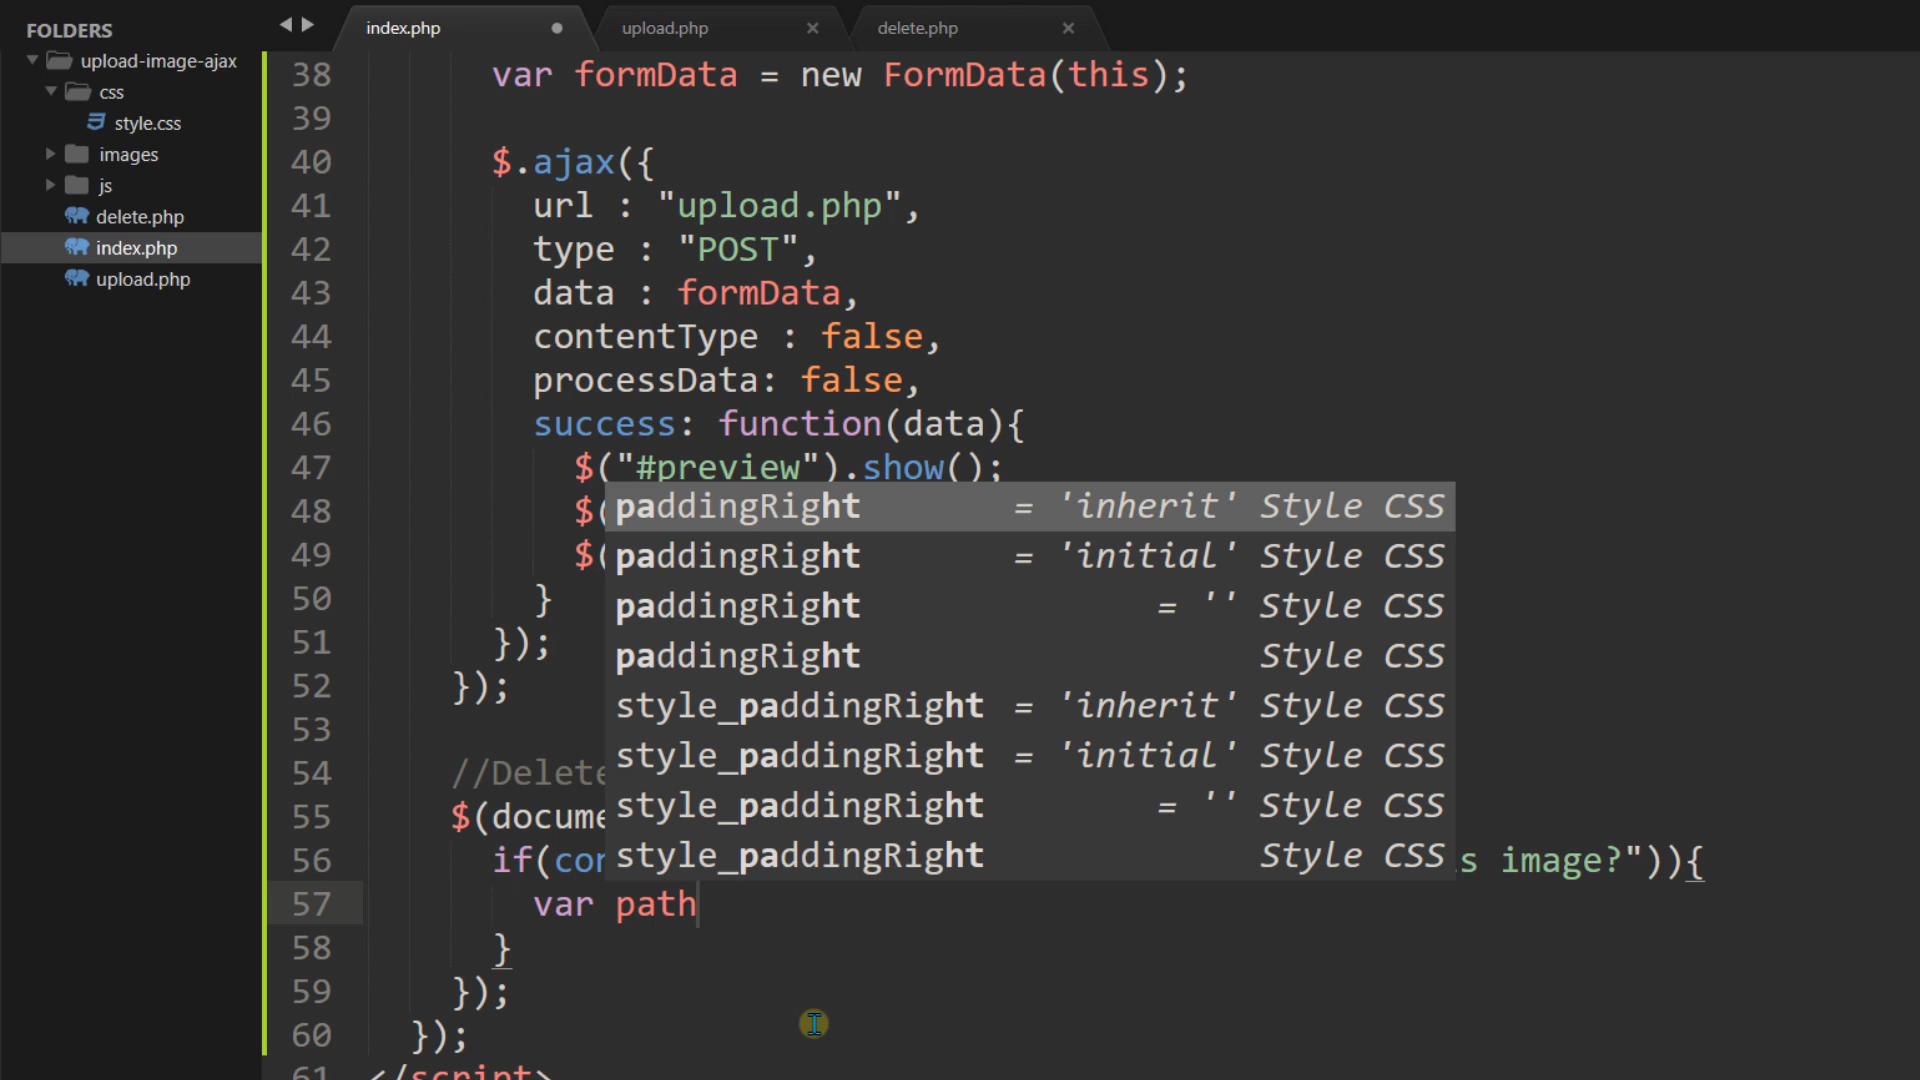 FOLDERS
upload-image-ajax
css
style.css
images
js
delete.php
index.php
upload.php
index.php
upload.php
delete.php
38 var formData = new FormData(this);
39
40 $.ajax({
41 url : "upload.php",
42 type : "POST",
43 data : formData,
44 contentType : false,
45 processData: false,
46 success: function(data){
47 $("#preview").show();
48 $(
49 $(
50 }
51 });
52 });
53
54 //Delete
55 $(docume
56 if(con s image?")){
57 var path
58 }
59 });
60 });
61 </script>
paddingRight = 'inherit' Style CSS
paddingRight = 'initial' Style CSS
paddingRight = '' Style CSS
paddingRight Style CSS
style_paddingRight = 'inherit' Style CSS
style_paddingRight = 'initial' Style CSS
style_paddingRight = '' Style CSS
style_paddingRight Style CSS